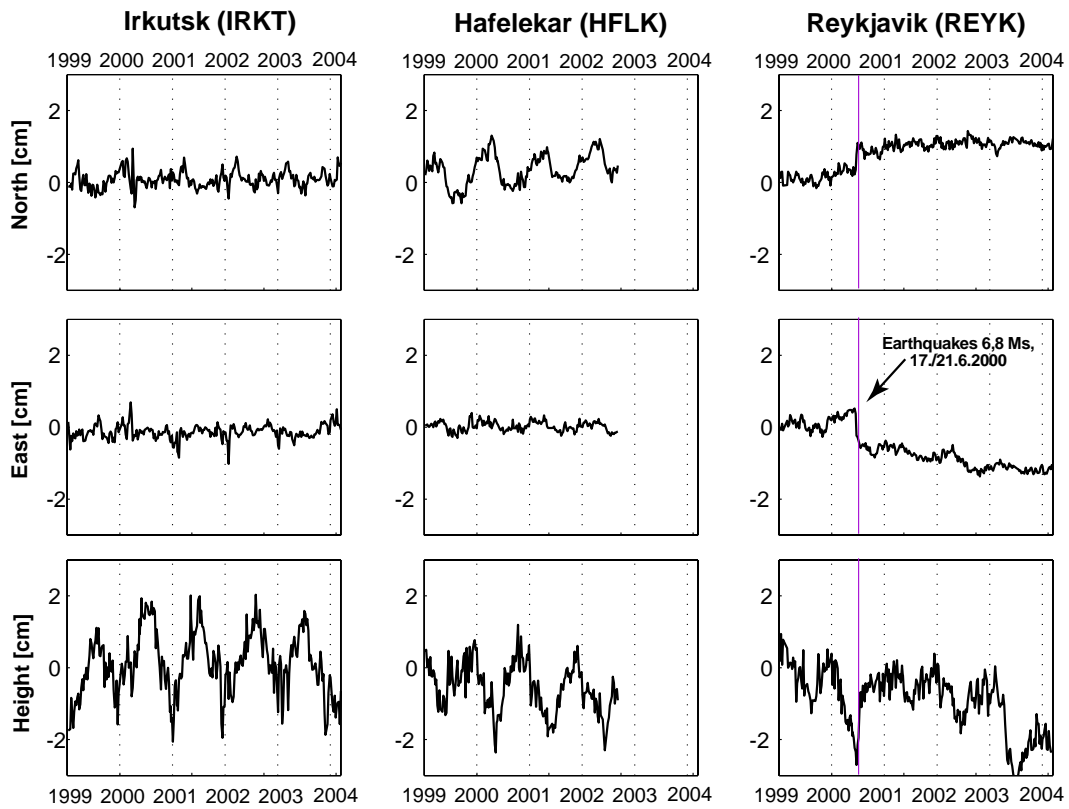 Irkutsk (IRKT) Hafelekar (HFLK) Reykjavik (REYK)
1999 2000 2001 2002 2003 2004 1999 2000 2001 2002 2003 2004 1999 2000 2001 2002 2003 2004
North [cm]
2 2 2
0 0 0
-2 -2 -2
East [cm]
2 2 2
Earthquakes 6,8 Ms,
17./21.6.2000
0 0 0
-2 -2 -2
Height [cm]
2 2 2
0 0 0
-2 -2 -2
1999 2000 2001 2002 2003 2004 1999 2000 2001 2002 2003 2004 1999 2000 2001 2002 2003 2004